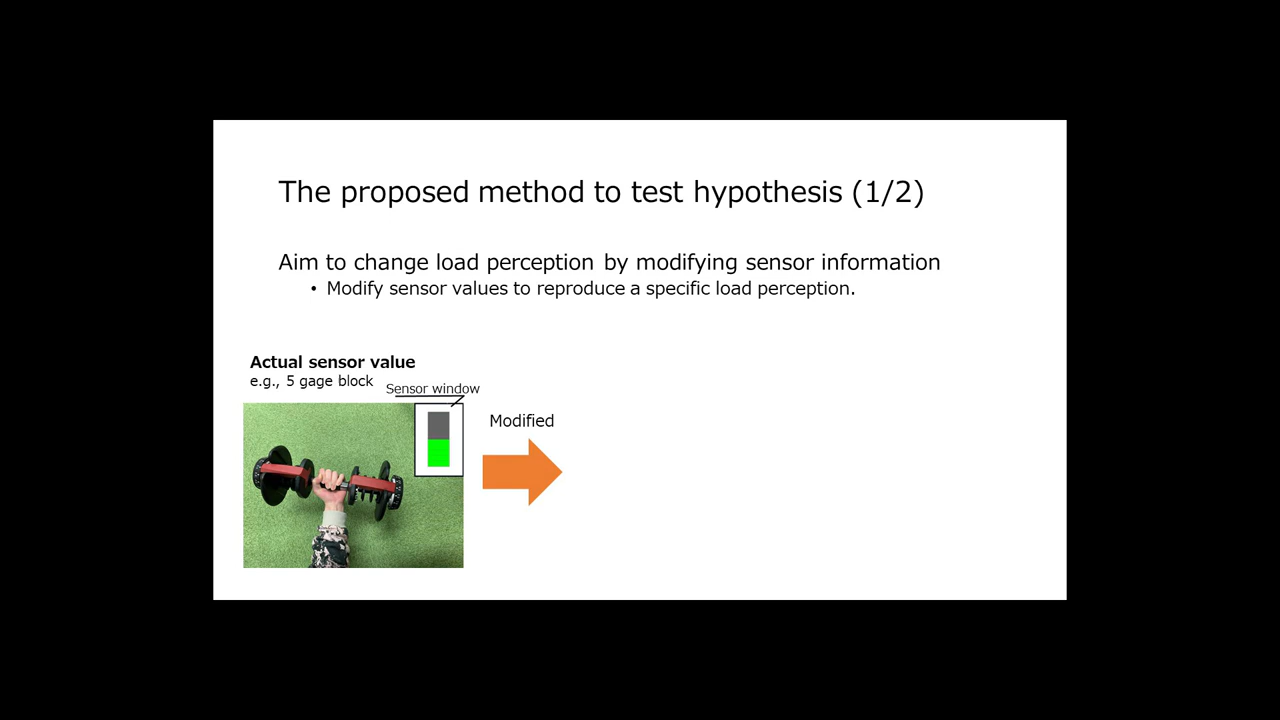 The proposed method to test hypothesis (1/2)
Aim to change load perception by modifying sensor information
• Modify sensor values to reproduce a specific load perception.
Actual sensor value
e.g., 5 gage block
Sensor window
Modified